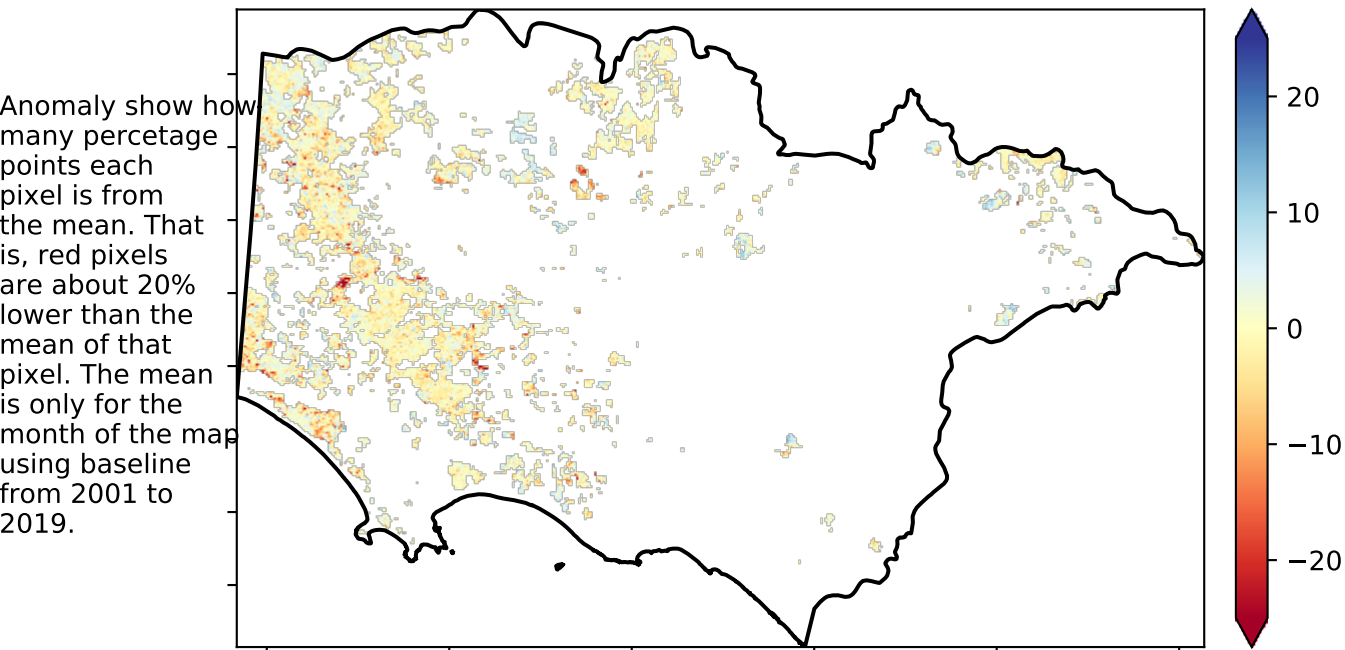 Anomaly show how
many percetage
points each
pixel is from
the mean. That
is, red pixels
are about 20%
lower than the
mean of that
pixel. The mean
is only for the
month of the map
using baseline
from 2001 to
2019.
20
10
0
−10
−20